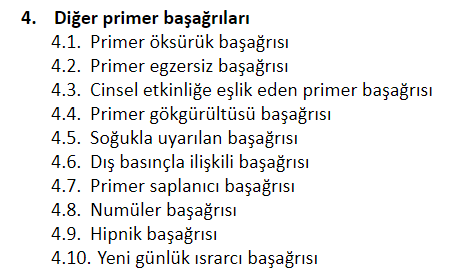 4. Diğer primer başağrıları
4.1. Primer öksürük başağrısı
4.2. Primer egzersiz başağrısı
4.3. Cinsel etkinliğe eşlik eden primer başağrısı
4.4. Primer gökgürültüsü başağrısı
4.5. Soğukla uyarılan başağrısı
4.6. Dış basınçla ilişkili başağrısı
4.7. Primer saplanıcı başağrısı
4.8. Numüler başağrısı
4.9. Hipnik başağrısı
4.10. Yeni günlük ısrarcı başağrısı